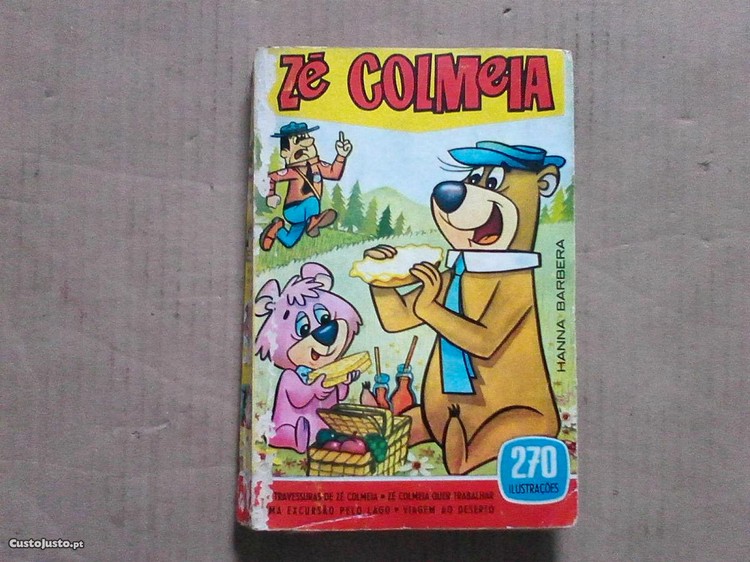 Zé COLMeIA
HANNA BARBERA
270
ILUSTRAÇÕES
TRAVESSURAS DE ZÉ COLMEIA • ZÉ COLMEIA QUER TRABALHAR
MA EXCURSÃO PELO LAGO • VIAGEM AO DESERTO
CustoJusto.pt